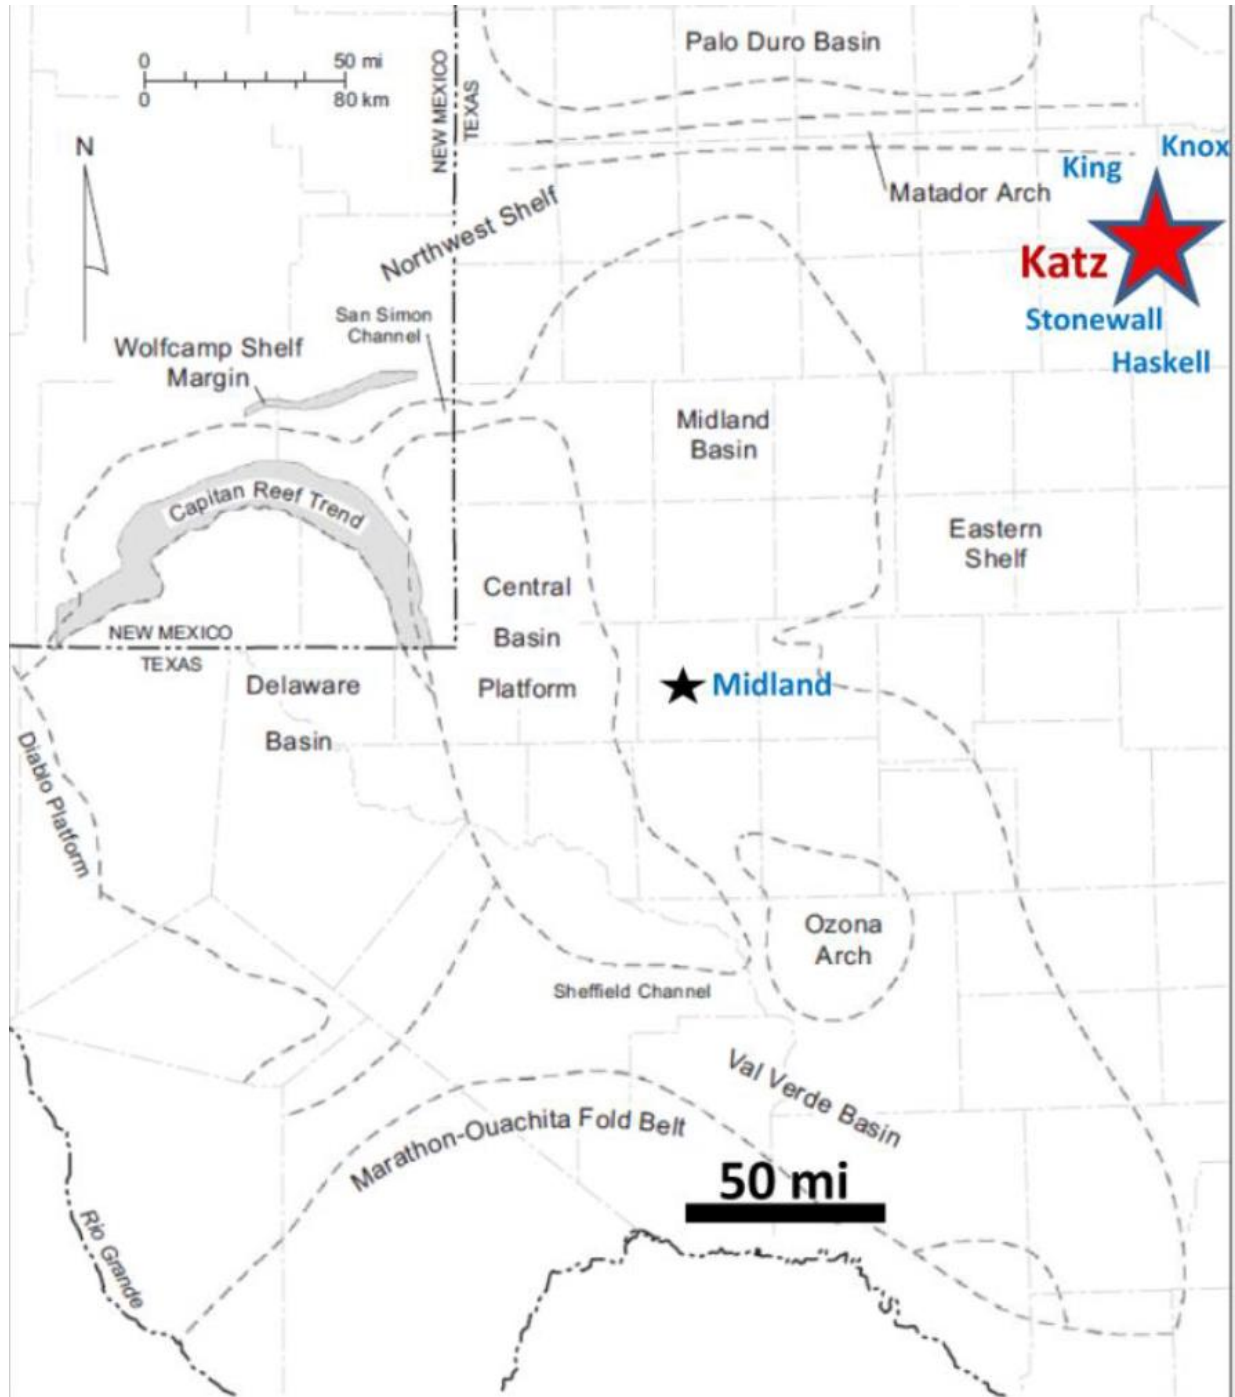 Palo Duro Basin
0 50 mi
0 80 km
NEW MEXICO
TEXAS
N
Knox
King
Matador Arch
Northwest Shelf
Katz
San Simon
Channel
Stonewall
Wolfcamp Shelf
Margin
Haskell
Midland
Basin
Capitan Reef Trend
Eastern
Shelf
Central
Basin
Platform
NEW MEXICO
TEXAS
Delaware
Basin
Midland
Diablo Platform
Ozona
Arch
Sheffield Channel
Val Verde Basin
Marathon-Ouachita Fold Belt
50 mi
Rio Grande